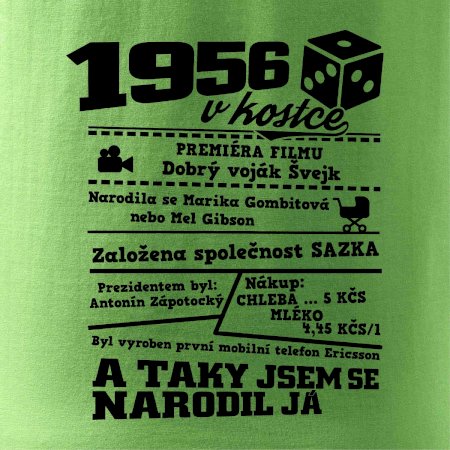 1956
v kostce
PREMIÉRA FILMU
Dobrý voják Švejk
Narodila se Marika Gombitová
nebo Mel Gibson
Založena společnost SAZKA
Prezidentem byl:
Antonín Zápotocký
Nákup:
CHLEBA ... 5 KČS
MLÉKO
4,45 KČS/l
Byl vyroben první mobilní telefon Ericsson
A TAKY JSEM SE
NARODIL JÁ